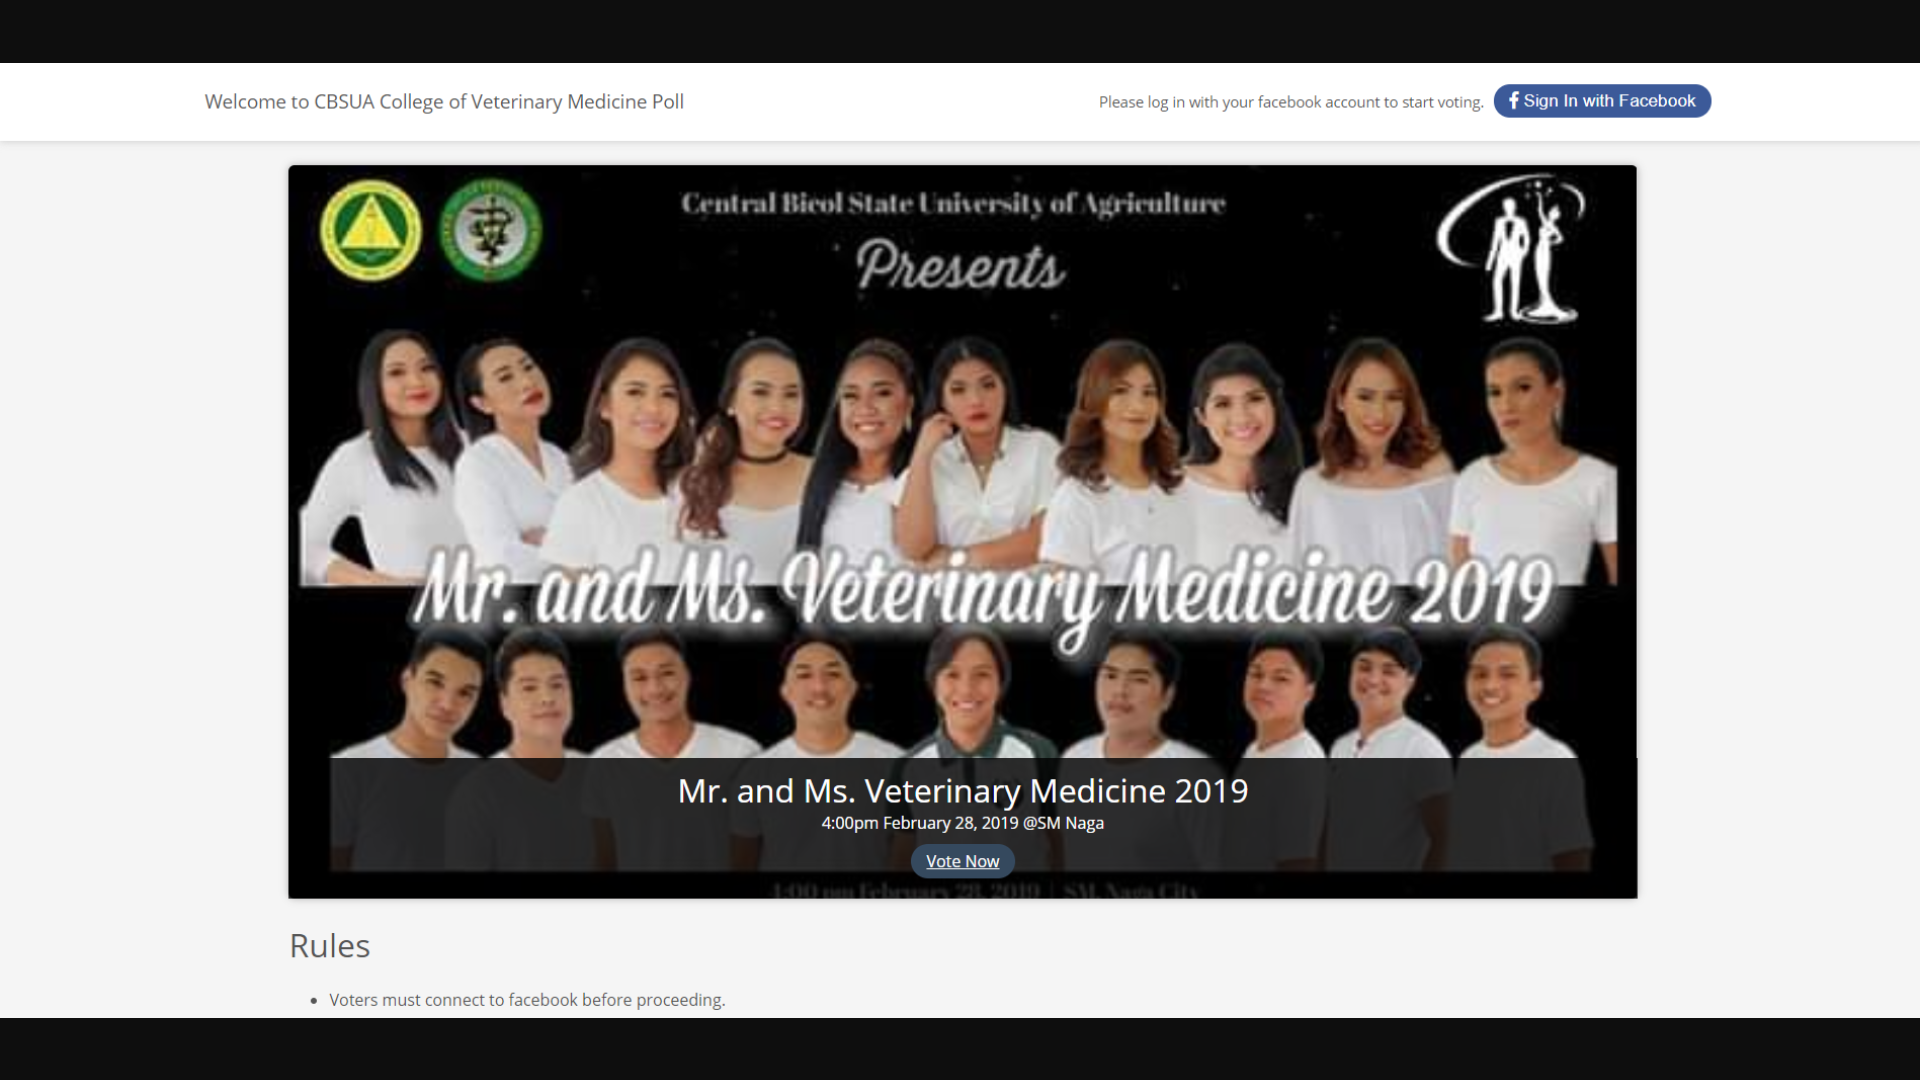 Welcome to CBSUA College of Veterinary Medicine Poll
Please log in with your facebook account to start voting.
Sign In with Facebook
Central Bicol State University of Agriculture
Presents
Mr. and Ms. Veterinary Medicine 2019
Mr. and Ms. Veterinary Medicine 2019
4:00pm February 28, 2019 @SM Naga
Vote Now
4:00 pm February 28, 2019 | SM, Naga City
Rules
• Voters must connect to facebook before proceeding.